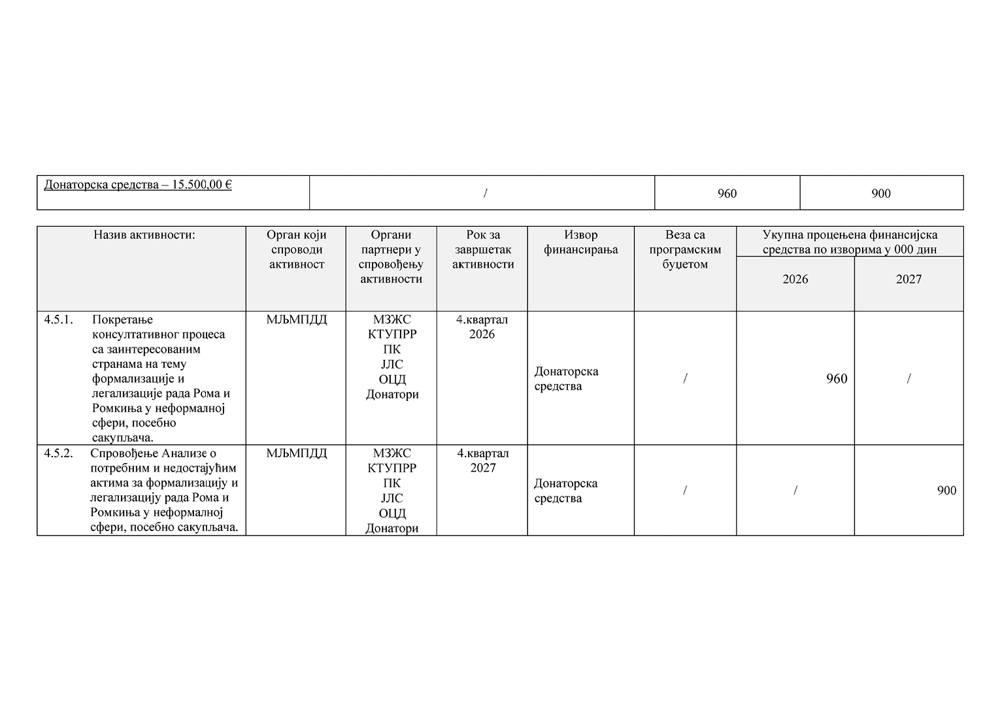 Донаторска средства – 15.500,00 €
/
960
900
Назив активности:
Орган који
спроводи
активност
Органи
партнери у
спровођењу
активности
Рок за
завршетак
активности
Извор
финансирања
Веза са
програмским
буџетом
Укупна процењена финансијска
средства по изворима у 000 дин
2026
2027
4.5.1.
Покретање
консултативног процеса
са заинтересованим
странама на тему
формализације и
легализације рада Рома и
Ромкиња у неформалној
сфери, посебно
сакупљача.
МЉМПДД
МЗЖС
КТУПРР
ПК
ЈЛС
ОЦД
Донатори
4.квартал
2026
Донаторска
средства
/
960
/
4.5.2.
Спровођење Анализе о
потребним и недостајућим
актима за формализацију и
легализацију рада Рома и
Ромкиња у неформалној
сфери, посебно сакупљача.
МЉМПДД
МЗЖС
КТУПРР
ПК
ЈЛС
ОЦД
Донатори
4.квартал
2027
Донаторска
средства
/
/
900